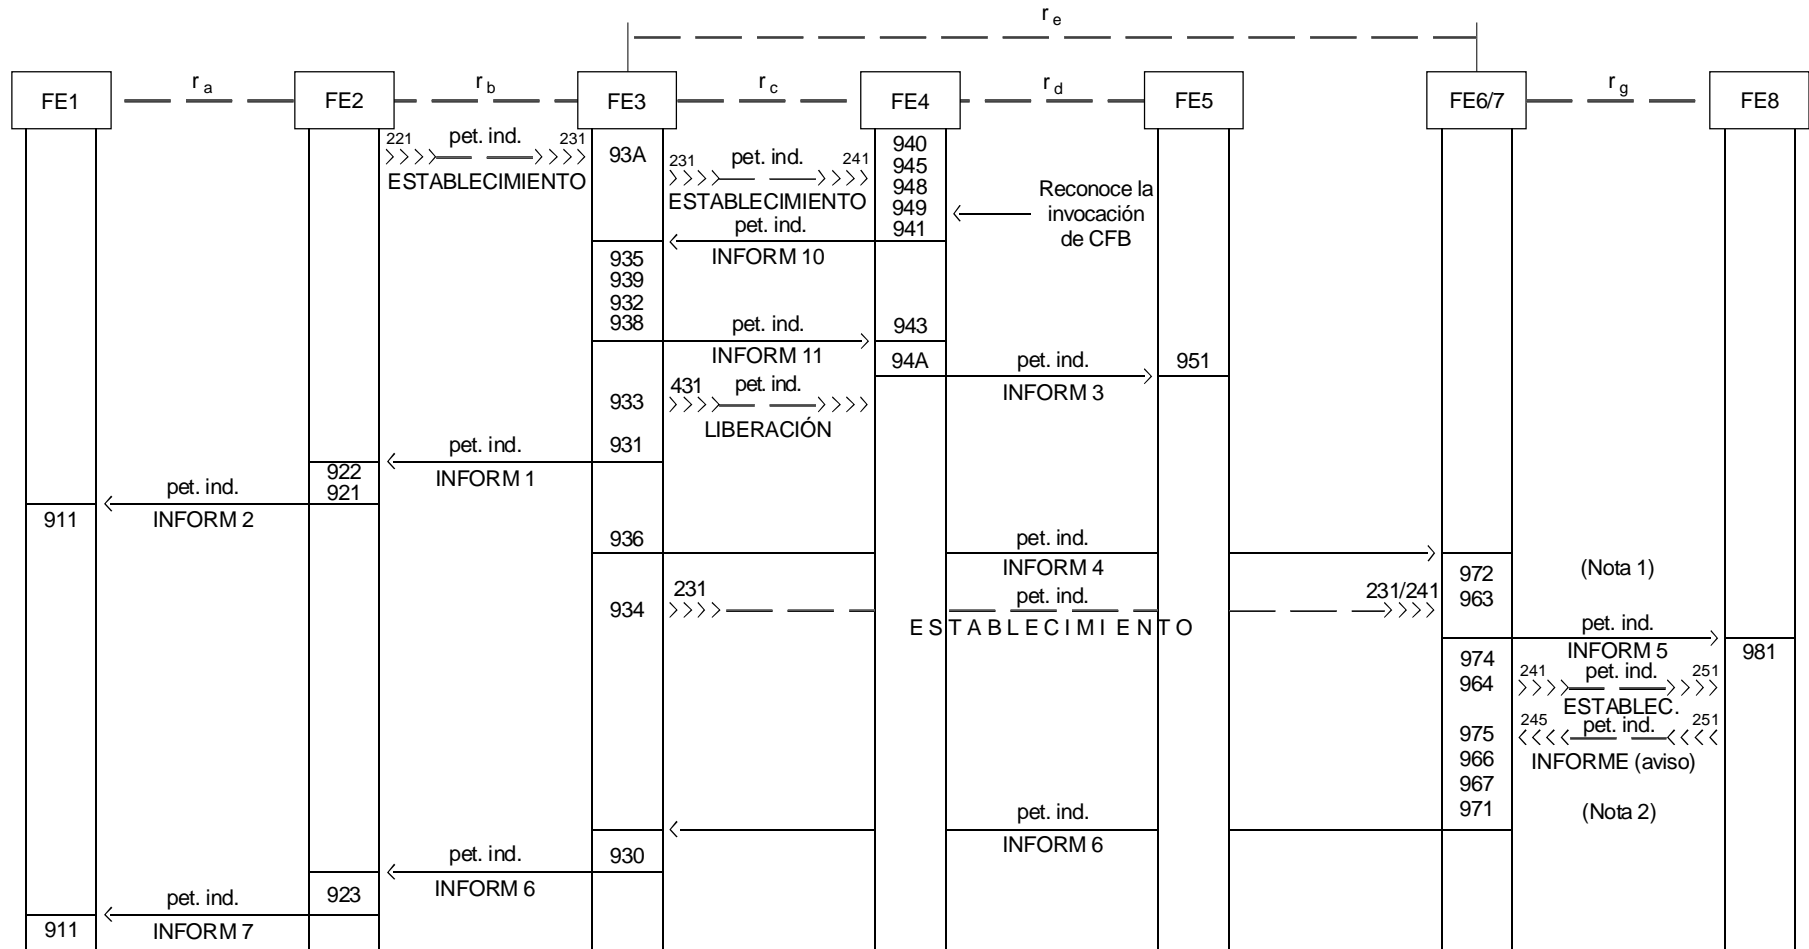 r e
FE1 r a FE2 r b FE3 r c FE4 r d FE5 FE6/7 r g FE8
221 pet. ind. 231
ESTABLECIMIENTO
93A
231 pet. ind. 241
ESTABLECIMIENTO
940
945
948
949
941
Reconoce la
invocación
de CFB
pet. ind.
INFORM 10
935
939
932
938
pet. ind.
INFORM 11
943
94A
pet. ind.
INFORM 3
951
933
431 pet. ind.
LIBERACIÓN
931
pet. ind.
INFORM 1
922
921
pet. ind.
INFORM 2
911
936
pet. ind.
INFORM 4
972
963
(Nota 1)
934
231 pet. ind. 231/241
ESTABLECIMIENTO
pet. ind.
INFORM 5
981
974
964
241 pet. ind. 251
ESTABLEC.
245 pet. ind. 251
INFORME (aviso)
975
966
967
971
(Nota 2)
pet. ind.
INFORM 6
930
pet. ind.
INFORM 6
923
pet. ind.
INFORM 7
911